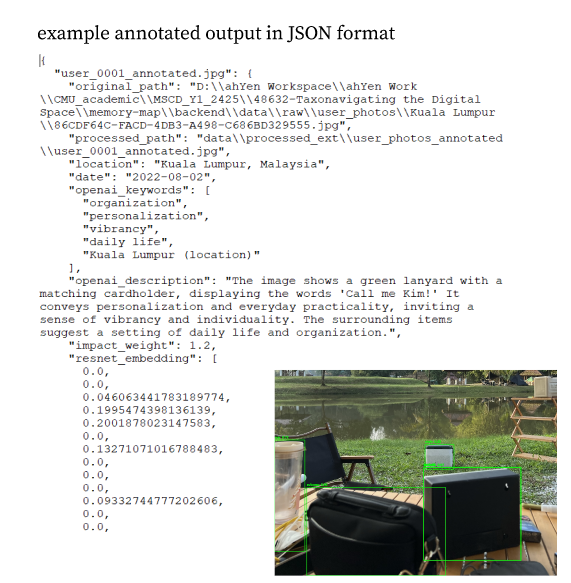 example annotated output in JSON format
{
"user_0001_annotated.jpg": {
"original_path": "D:\\ahYen Workspace\\ahYen Work
\\CMU_academic\\MSCD_Y1_2425\\48632-Taxonavigating the Digital
Space\\memory-map\\backend\\data\\raw\\user_photos\\Kuala Lumpur
\\86CDF64C-FACD-4DB3-A498-C686BD329555.jpg",
"processed_path": "data\\processed_ext\\user_photos_annotated
\\user_0001_annotated.jpg",
"location": "Kuala Lumpur, Malaysia",
"date": "2022-08-02",
"openai_keywords": [
"organization",
"personalization",
"vibrancy",
"daily life",
"Kuala Lumpur (location)"
],
"openai_description": "The image shows a green lanyard with a
matching cardholder, displaying the words 'Call me Kim!' It
conveys personalization and everyday practicality, inviting a
sense of vibrancy and individuality. The surrounding items
suggest a setting of daily life and organization.",
"impact_weight": 1.2,
"resnet_embedding": [
0.0,
0.0,
0.046063441783189774,
0.1995474398136139,
0.2001878023147583,
0.0,
0.13271071016788483,
0.0,
0.0,
0.0,
0.09332744777202606,
0.0,
0.0,